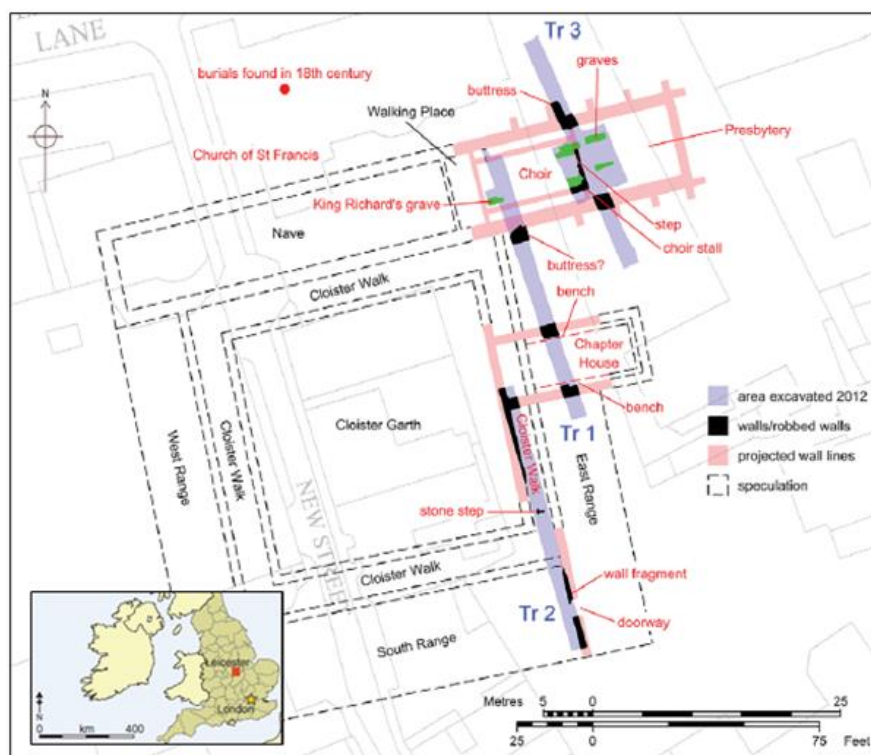 LANE
Tr 3
graves
burials found in 18th century
buttress
N
Walking Place
Presbytery
Church of St Francis
Choir
King Richard's grave
step
Nave
choir stall
buttress?
Cloister Walk
bench
Chapter
House
area excavated 2012
bench
walls/robbed walls
Cloister Garth
Tr 1
projected wall lines
West Range
Cloister Walk
Cloister Walk
East Range
speculation
NEW STREET
stone step
Cloister Walk
wall fragment
Tr 2
doorway
South Range
Leicester
London
N
0 km 400
Metres 5 0 25
25 0 75 Feet